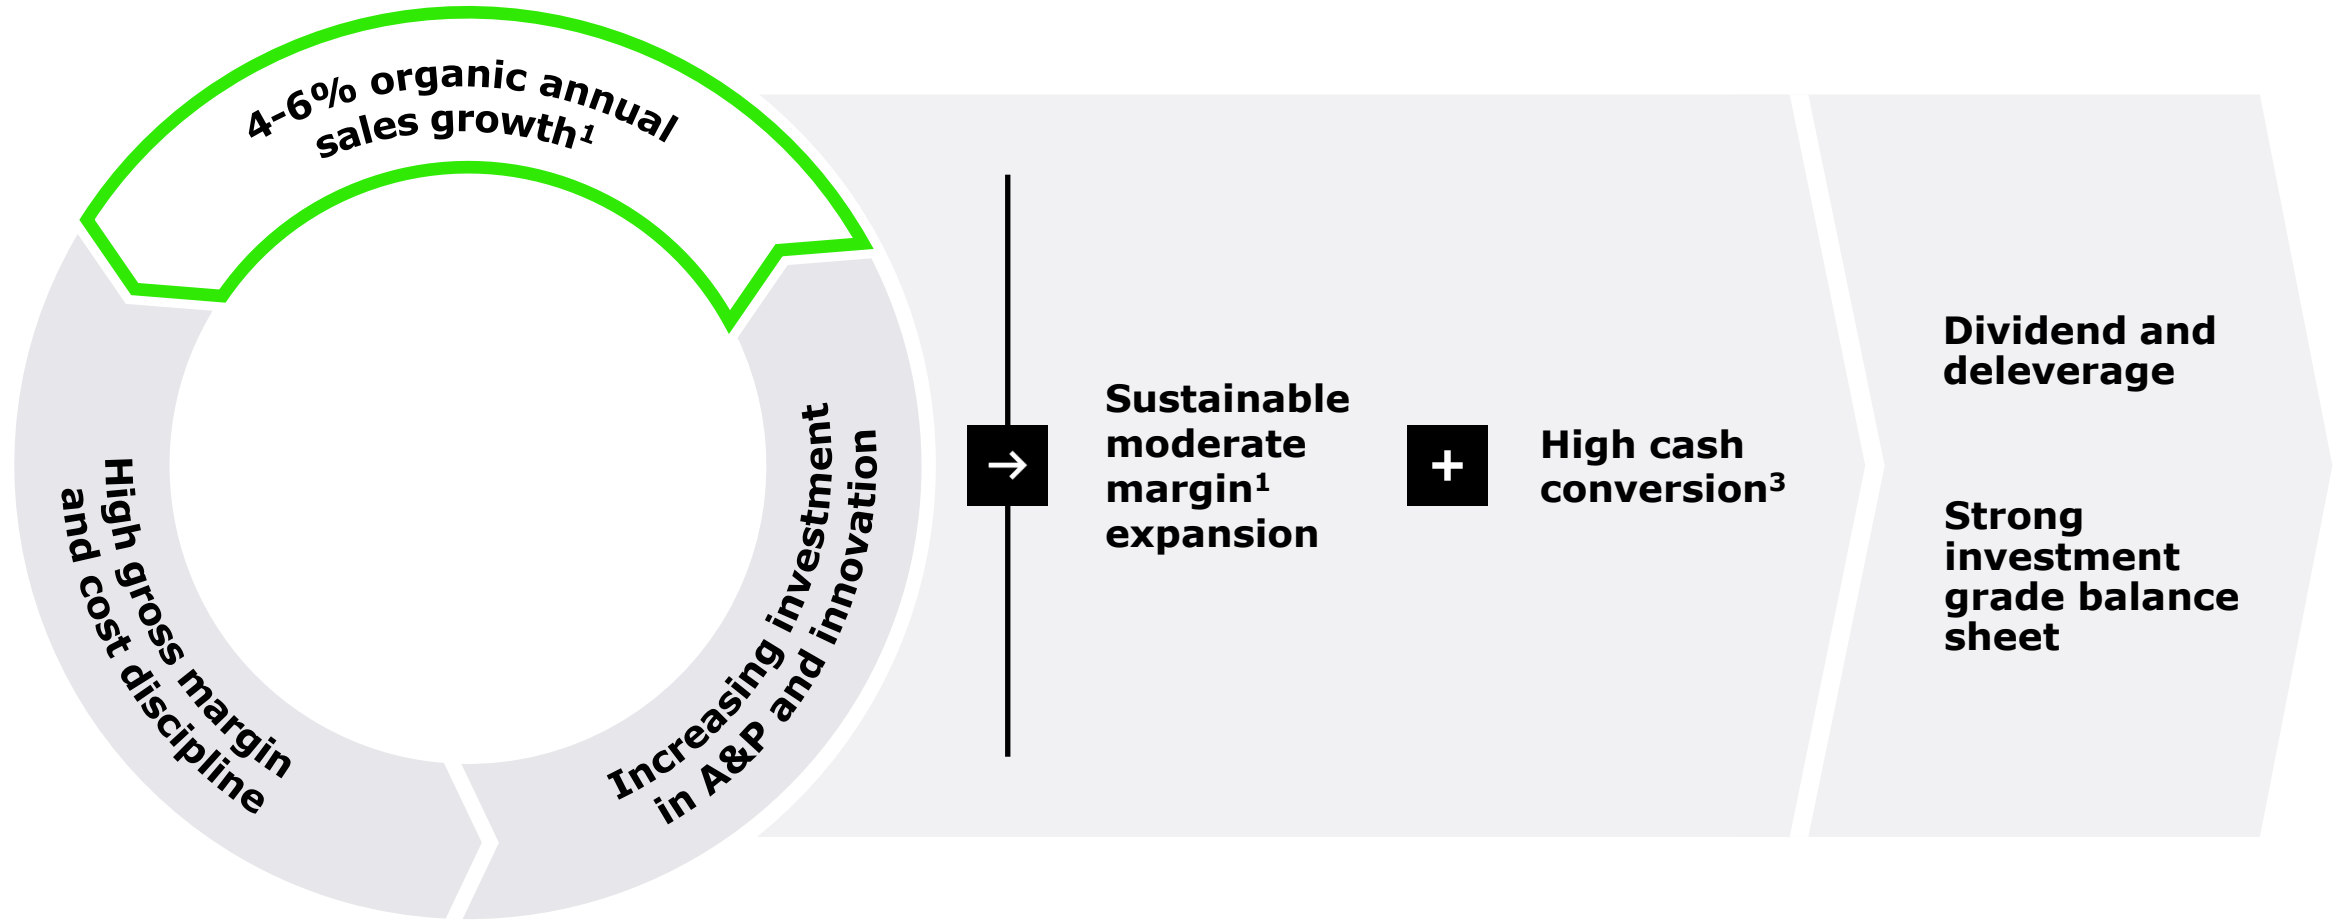 4-6% organic annual
sales growth¹
Increasing investment
in A&P and innovation
High gross margin
and cost discipline
Sustainable
moderate
margin¹
expansion
+
High cash
conversion³
Dividend and
deleverage
Strong
investment
grade balance
sheet